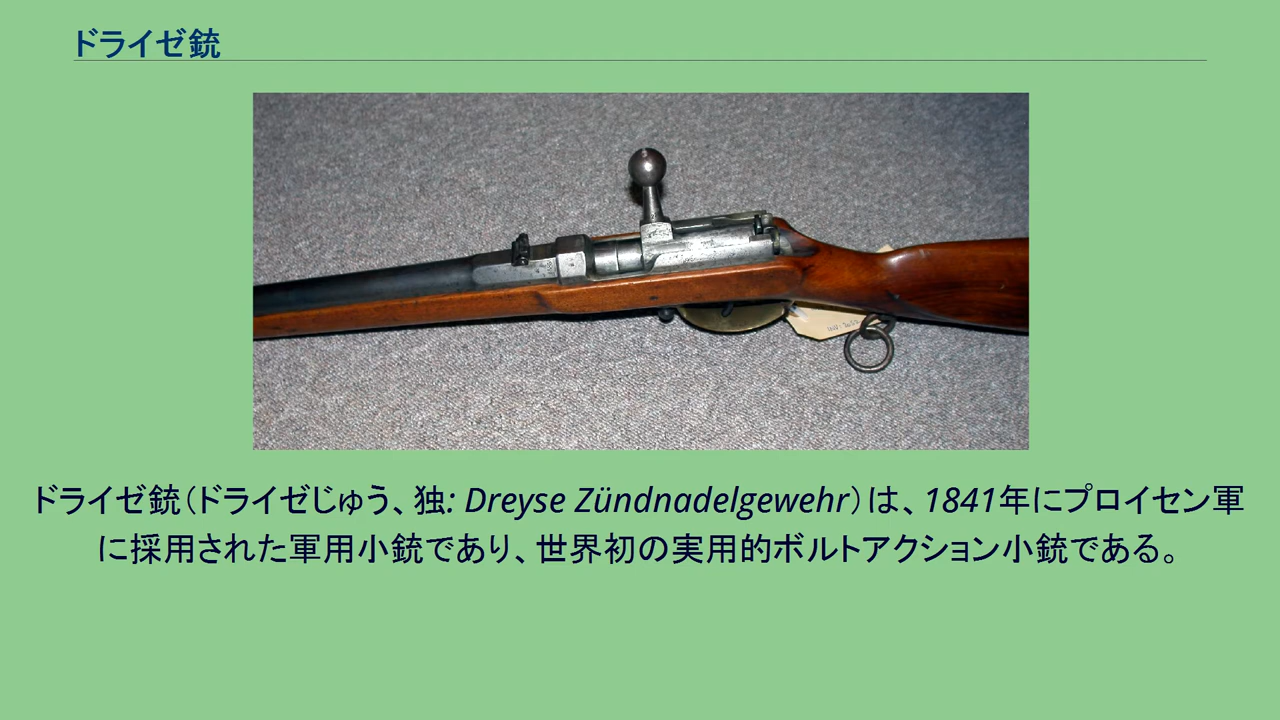 ドライゼ銃
ドライゼ銃（ドライゼじゅう、独: Dreyse Zündnadelgewehr）は、1841年にプロイセン軍
に採用された軍用小銃であり、世界初の実用的ボルトアクション小銃である。